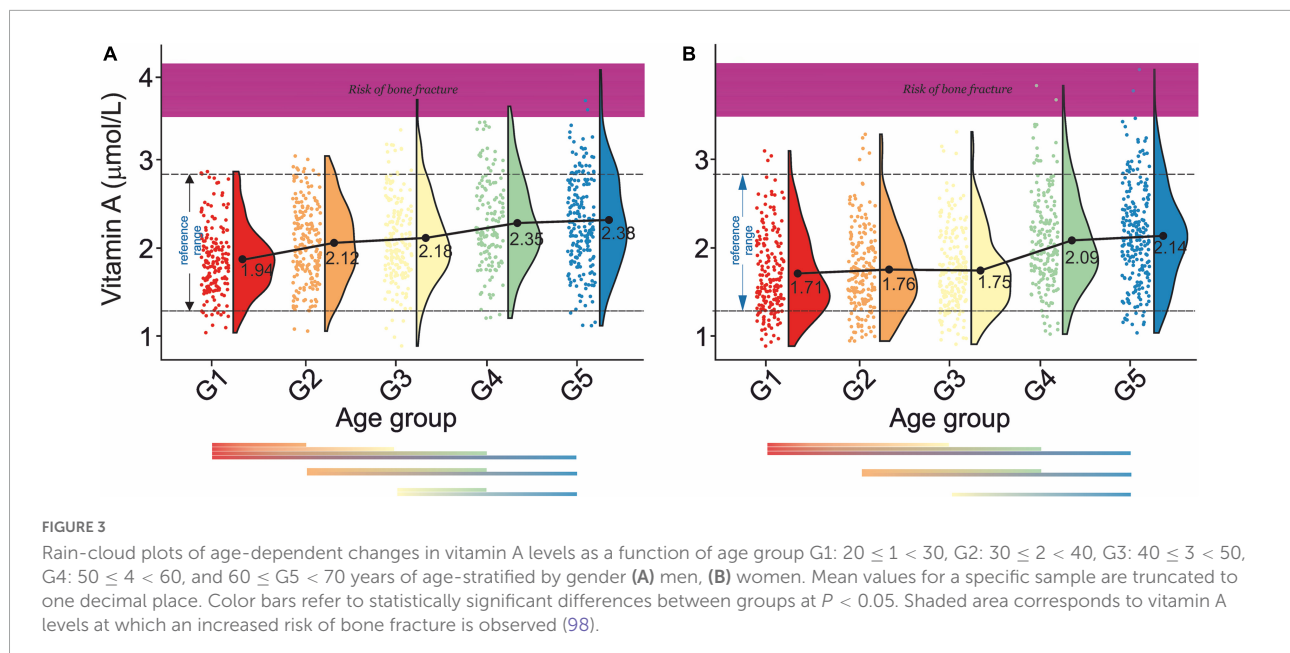 A
B
Vitamin A (μmol/L)
4
3
2
1
Risk of bone fracture
reference
range
1.94
2.12
2.18
2.35
2.38
G1
G2
G3
G4
G5
Age group
4
3
2
1
Risk of bone fracture
reference
range
1.71
1.76
1.75
2.09
2.14
G1
G2
G3
G4
G5
Age group
FIGURE 3
Rain-cloud plots of age-dependent changes in vitamin A levels as a function of age group G1: 20 ≤ 1 < 30, G2: 30 ≤ 2 < 40, G3: 40 ≤ 3 < 50,
G4: 50 ≤ 4 < 60, and 60 ≤ G5 < 70 years of age-stratified by gender (A) men, (B) women. Mean values for a specific sample are truncated to
one decimal place. Color bars refer to statistically significant differences between groups at P < 0.05. Shaded area corresponds to vitamin A
levels at which an increased risk of bone fracture is observed (98).